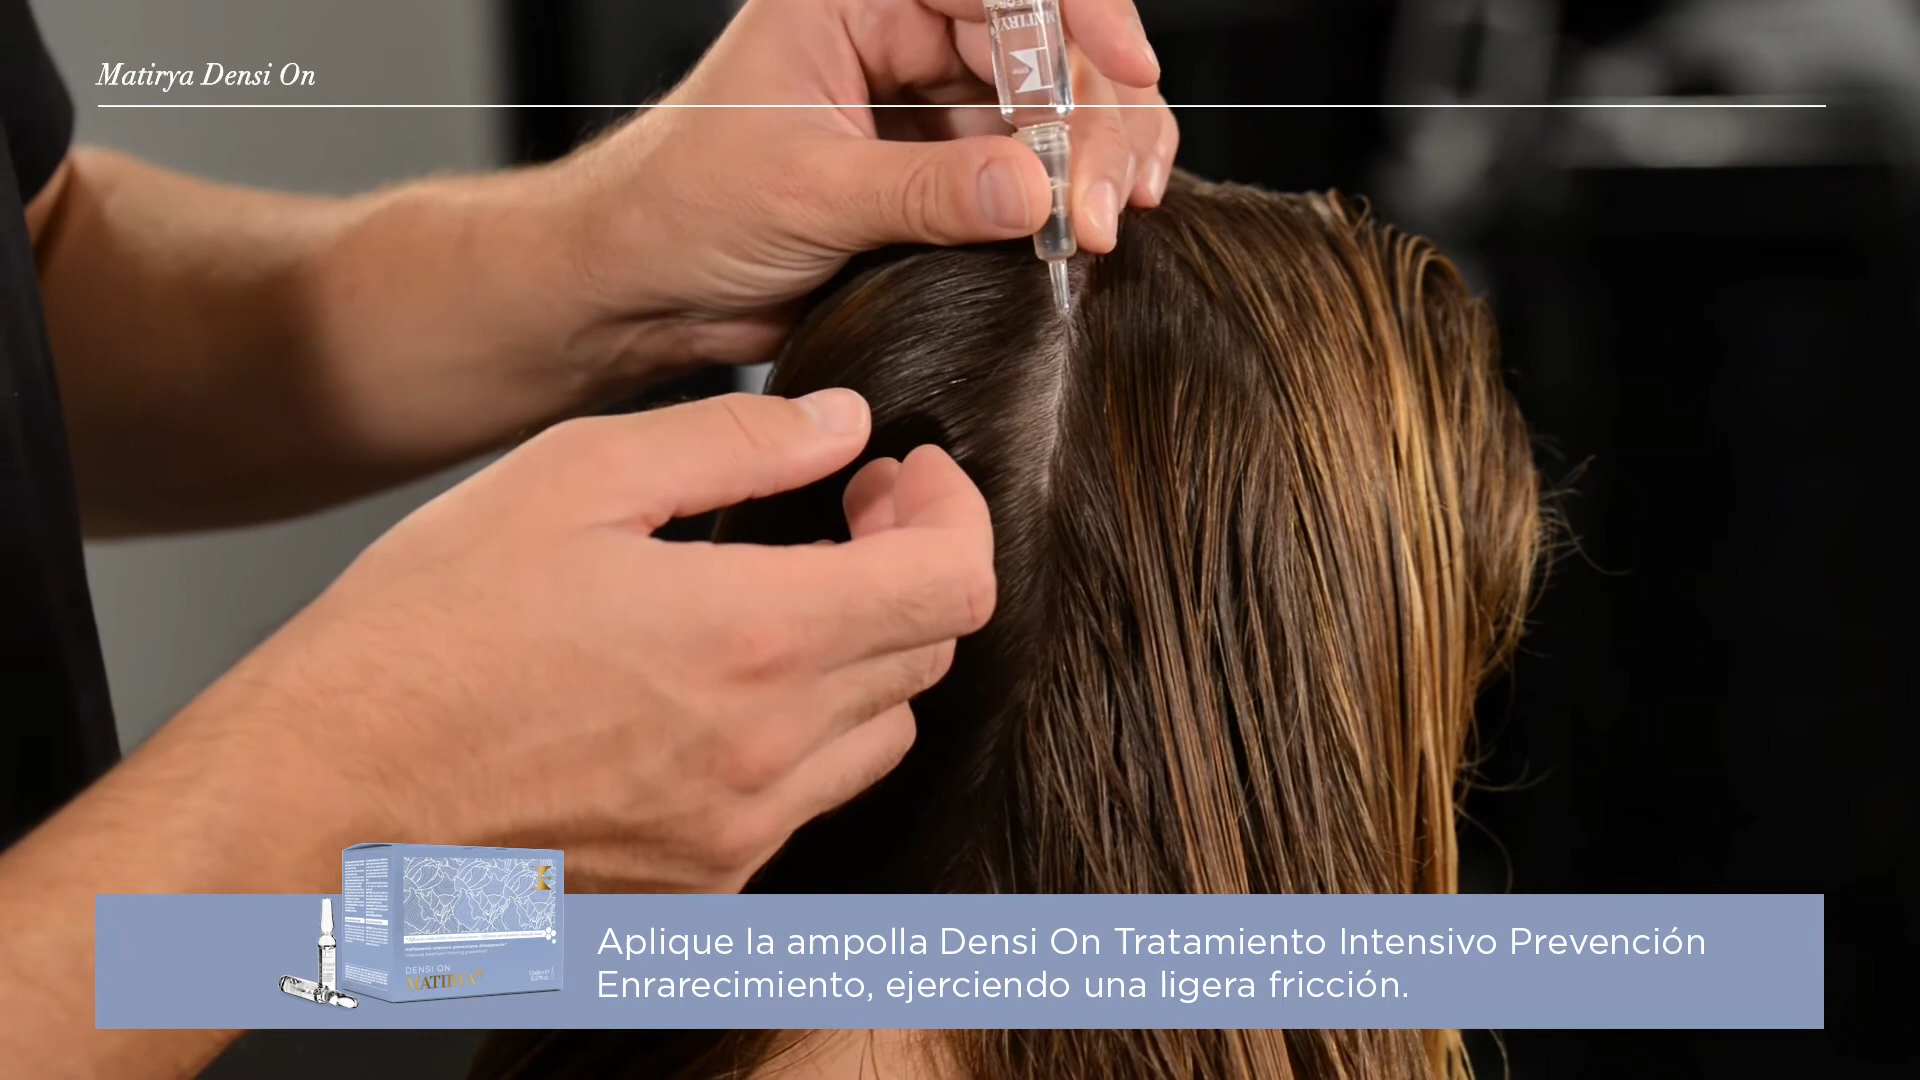 Matirya Densi On
MATIRYA
Aplique la ampolla Densi On Tratamiento Intensivo Prevención
Enrarecimiento, ejerciendo una ligera fricción.
DENSI ON
MATIRYA